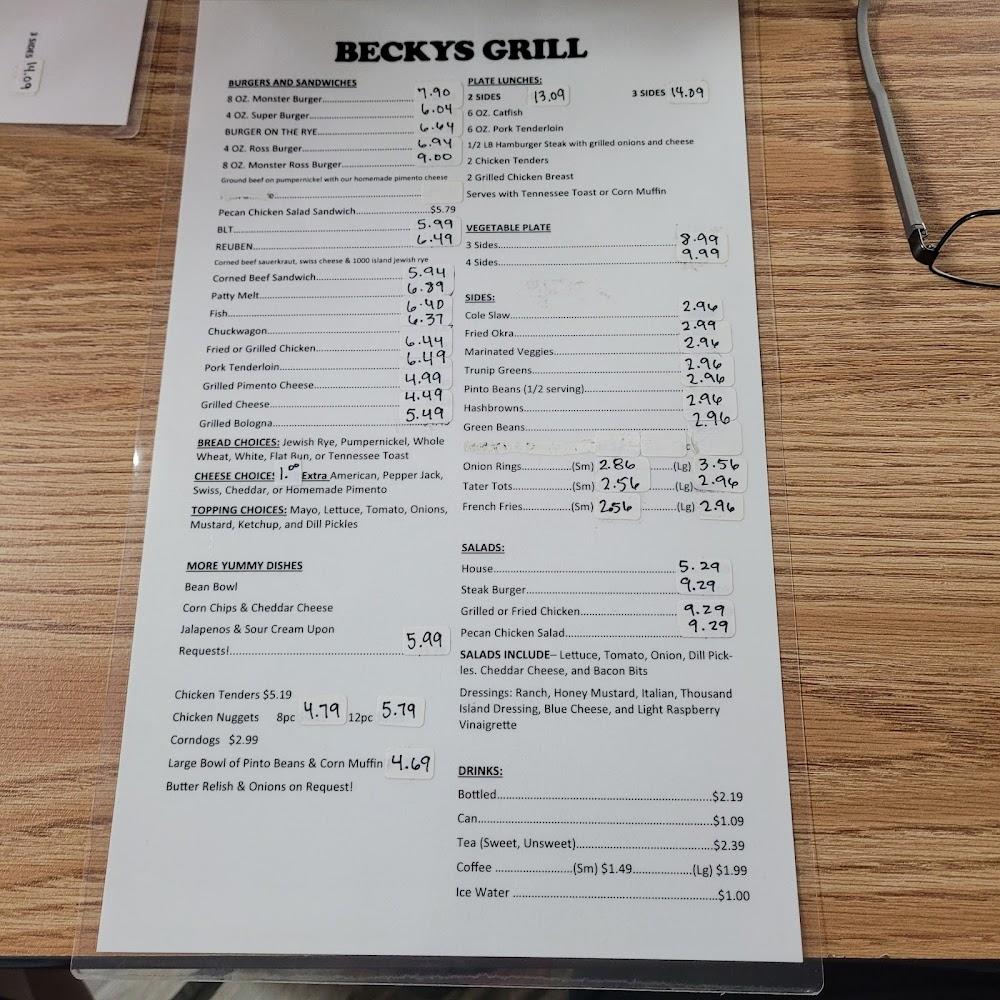 3 SIDES 14.09
BECKYS GRILL
BURGERS AND SANDWICHES
8 OZ. Monster Burger.......... 7.90
4 OZ. Super Burger.......... 6.04
BURGER ON THE RYE.......... 6.64
4 OZ. Ross Burger.......... 6.94
8 OZ. Monster Ross Burger.......... 9.00
Ground beef on pumpernickel with our homemade pimento cheese
Pecan Chicken Salad Sandwich.......... $5.79
BLT.......... 5.99
REUBEN.......... 6.49
Corned beef sauerkraut, swiss cheese & 1000 island jewish rye
Corned Beef Sandwich.......... 5.94
Patty Melt.......... 6.89
Fish.......... 6.40
Chuckwagon.......... 6.37
Fried or Grilled Chicken.......... 6.44
Pork Tenderloin.......... 6.49
Grilled Pimento Cheese.......... 4.99
Grilled Cheese.......... 4.49
Grilled Bologna.......... 5.49
BREAD CHOICES: Jewish Rye, Pumpernickel, Whole
Wheat, White, Flat Run, or Tennessee Toast
CHEESE CHOICE: 1.00 Extra American, Pepper Jack,
Swiss, Cheddar, or Homemade Pimento
TOPPING CHOICES: Mayo, Lettuce, Tomato, Onions,
Mustard, Ketchup, and Dill Pickles
MORE YUMMY DISHES
Bean Bowl
Corn Chips & Cheddar Cheese
Jalapenos & Sour Cream Upon
Requests!.......... 5.99
Chicken Tenders $5.19
Chicken Nuggets 8pc 4.79 12pc 5.79
Corndogs $2.99
Large Bowl of Pinto Beans & Corn Muffin 4.69
Butter Relish & Onions on Request!
PLATE LUNCHES:
2 SIDES 13.09 3 SIDES 14.09
6 OZ. Catfish
6 OZ. Pork Tenderloin
1/2 LB Hamburger Steak with grilled onions and cheese
2 Chicken Tenders
2 Grilled Chicken Breast
Serves with Tennessee Toast or Corn Muffin
VEGETABLE PLATE
3 Sides.......... 8.99
4 Sides.......... 9.99
SIDES:
Cole Slaw.......... 2.96
Fried Okra.......... 2.99
Marinated Veggies.......... 2.96
Trunip Greens.......... 2.96
Pinto Beans (1/2 serving).......... 2.96
Hashbrowns.......... 2.96
Green Beans.......... 2.96
Onion Rings..........(Sm) 2.86 ..........(Lg) 3.56
Tater Tots..........(Sm) 2.56 ..........(Lg) 2.96
French Fries..........(Sm) 2.56 ..........(Lg) 2.96
SALADS:
House.......... 5.29
Steak Burger.......... 9.29
Grilled or Fried Chicken.......... 9.29
Pecan Chicken Salad.......... 9.29
SALADS INCLUDE– Lettuce, Tomato, Onion, Dill Pick-
les. Cheddar Cheese, and Bacon Bits
Dressings: Ranch, Honey Mustard, Italian, Thousand
Island Dressing, Blue Cheese, and Light Raspberry
Vinaigrette
DRINKS:
Bottled..........$2.19
Can..........$1.09
Tea (Sweet, Unsweet)..........$2.39
Coffee ..........(Sm) $1.49..........(Lg) $1.99
Ice Water ..........$1.00